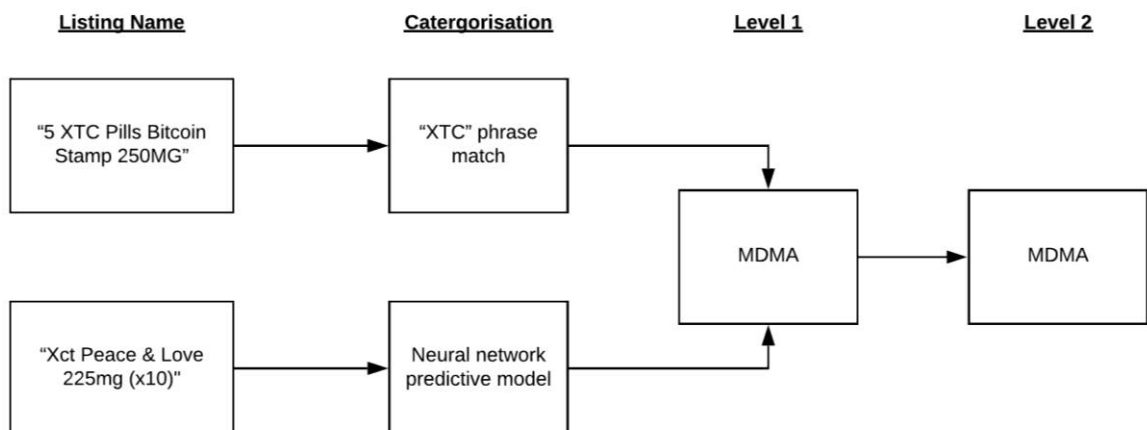 Listing Name
Catergorisation
Level 1
Level 2
“5 XTC Pills Bitcoin
Stamp 250MG”
“XTC” phrase
match
MDMA
MDMA
“Xct Peace & Love
225mg (x10)"
Neural network
predictive model